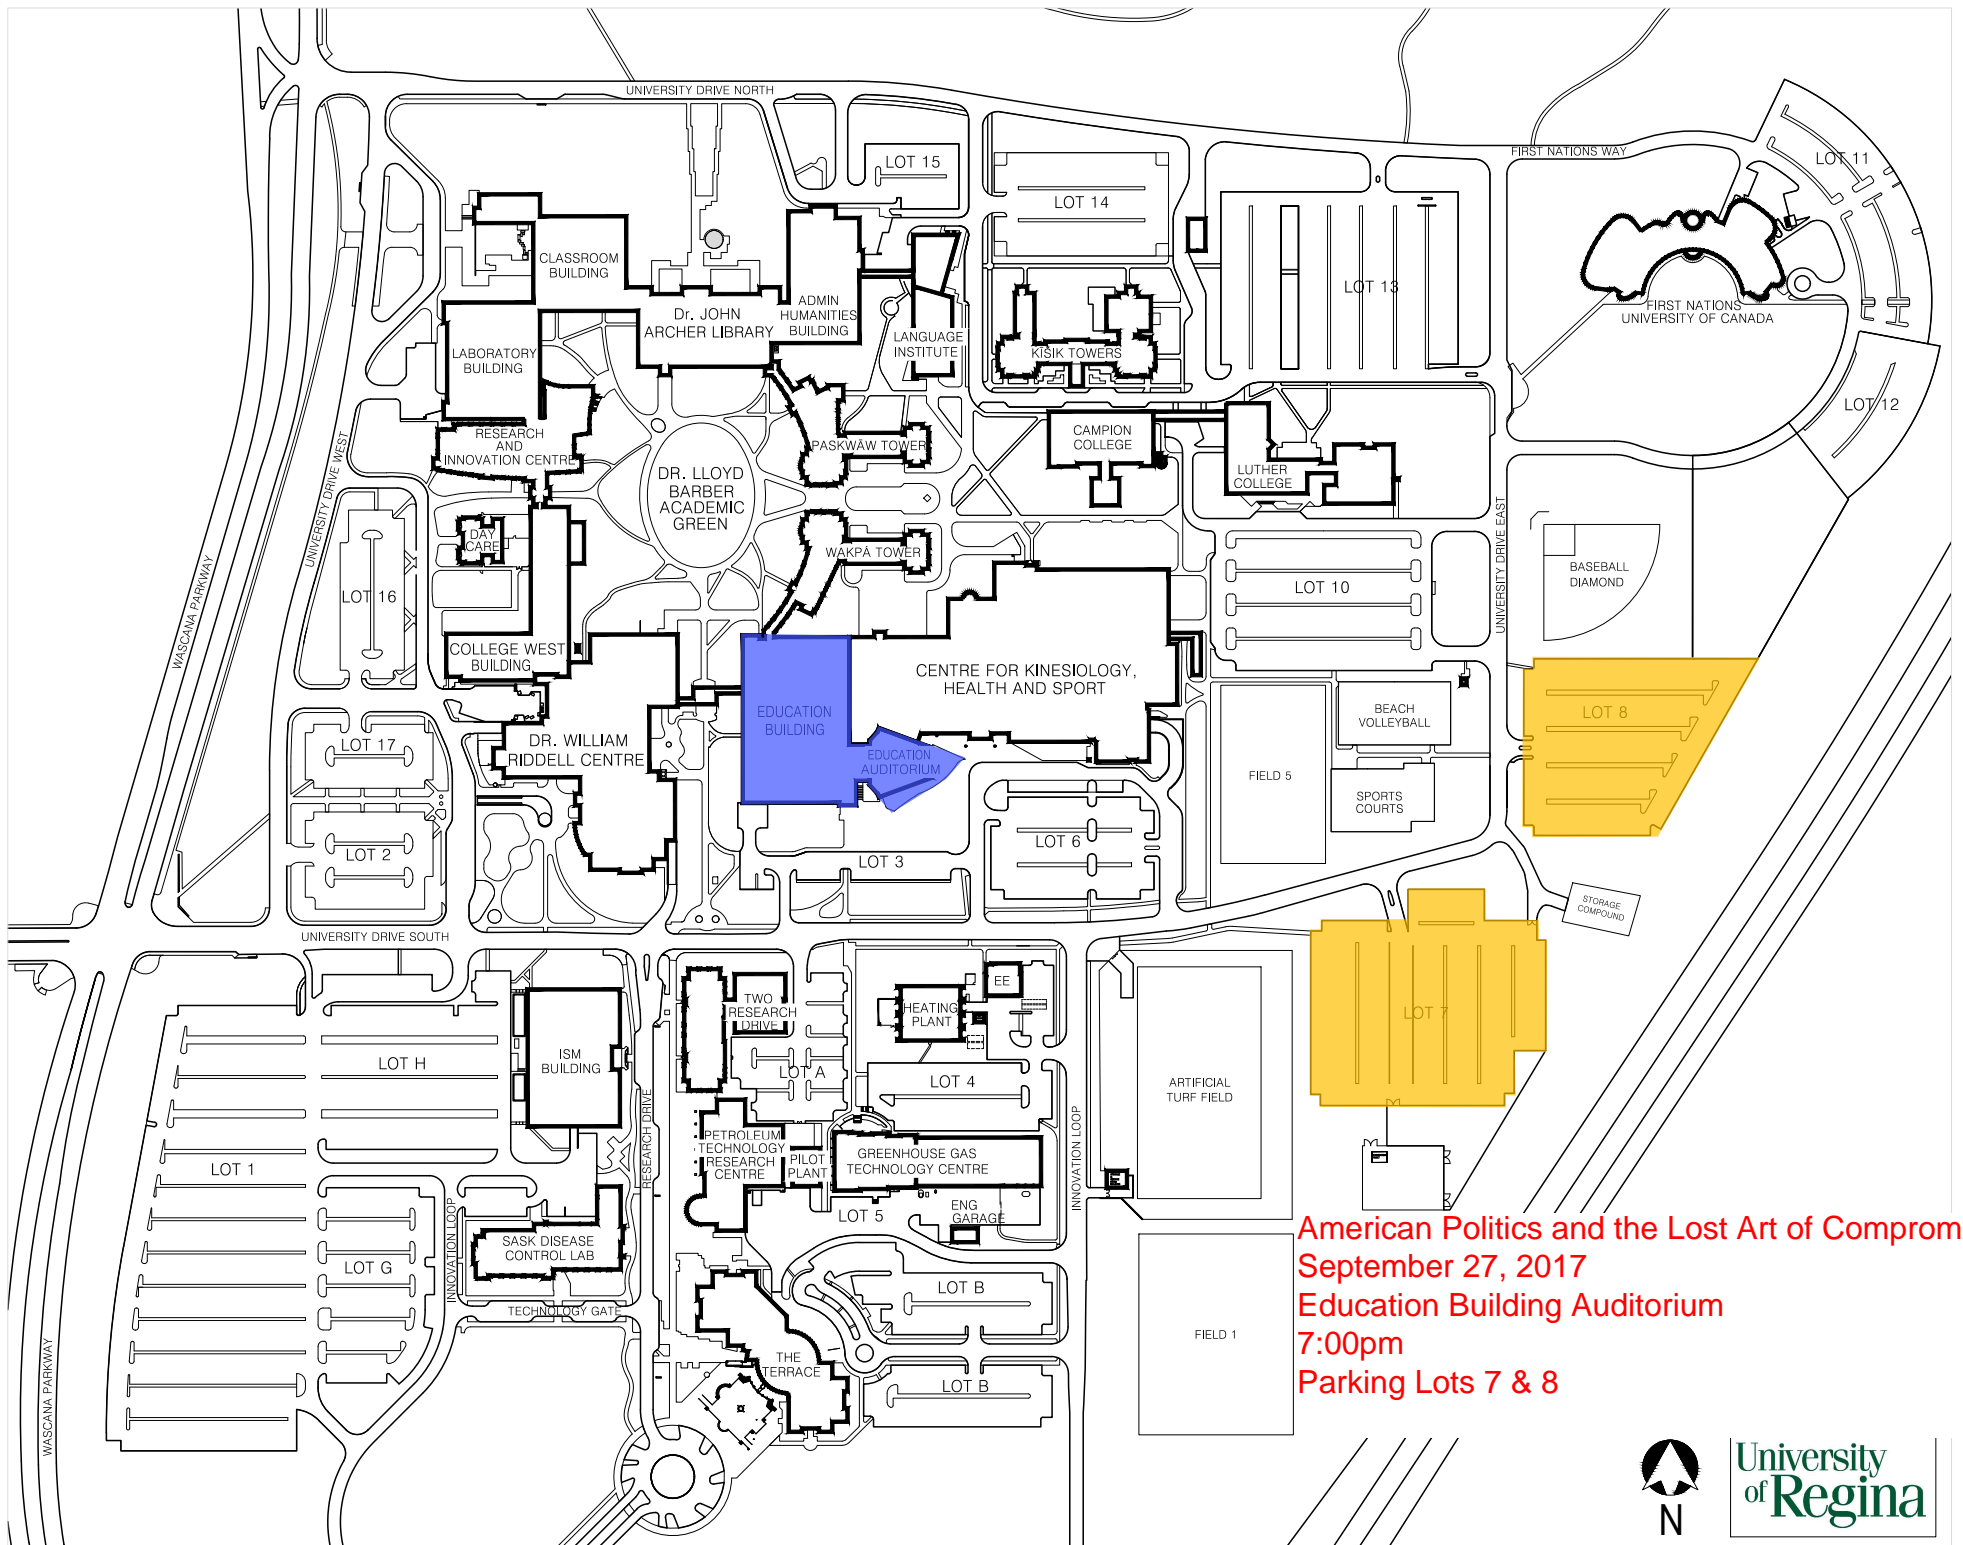 UNIVERSITY DRIVE NORTH
FIRST NATIONS WAY
LOT 11
LOT 15
LOT 14
CLASSROOM
BUILDING
LOT 13
ADMIN
HUMANITIES
BUILDING
Dr. JOHN
ARCHER LIBRARY
FIRST NATIONS
UNIVERSITY OF CANADA
LANGUAGE
INSTITUTE
KĪSIK TOWERS
LABORATORY
BUILDING
LOT 12
RESEARCH
AND
INNOVATION CENTRE
PASKWĀW TOWER
CAMPION
COLLEGE
LUTHER
COLLEGE
DR. LLOYD
BARBER
ACADEMIC
GREEN
UNIVERSITY DRIVE WEST
UNIVERSITY DRIVE EAST
DAY
CARE
WAKPĀ TOWER
BASEBALL
DIAMOND
LOT 10
LOT 16
WASCANA PARKWAY
COLLEGE WEST
BUILDING
CENTRE FOR KINESIOLOGY,
HEALTH AND SPORT
EDUCATION
BUILDING
BEACH
VOLLEYBALL
LOT 8
LOT 17
DR. WILLIAM
RIDDELL CENTRE
EDUCATION
AUDITORIUM
FIELD 5
SPORTS
COURTS
LOT 2
LOT 3
LOT 6
STORAGE
COMPOUND
UNIVERSITY DRIVE SOUTH
TWO
RESEARCH
DRIVE
EE
HEATING
PLANT
LOT 7
ISM
BUILDING
LOT H
LOT A
LOT 4
ARTIFICIAL
TURF FIELD
RESEARCH DRIVE
INNOVATION LOOP
PETROLEUM
TECHNOLOGY
RESEARCH
CENTRE
PILOT
PLANT
GREENHOUSE GAS
TECHNOLOGY CENTRE
LOT 1
LOT 5
ENG
GARAGE
INNOVATION LOOP
SASK DISEASE
CONTROL LAB
LOT G
LOT B
TECHNOLOGY GATE
FIELD 1
THE
TERRACE
LOT B
WASCANA PARKWAY
American Politics and the Lost Art of Comprom
September 27, 2017
Education Building Auditorium
7:00pm
Parking Lots 7 & 8
N
University
of Regina